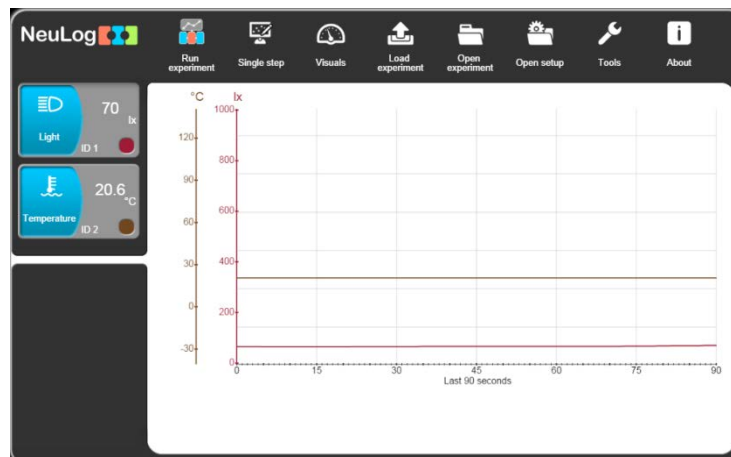 NeuLog
Run experiment
Single step
Visuals
Load experiment
Open experiment
Open setup
Tools
About
Light
70 lx
ID 1
Temperature
20.6 °C
ID 2
°C
lx
120
90
60
30
0
-30
1000
800
600
400
200
0
0 15 30 45 60 75 90
Last 90 seconds